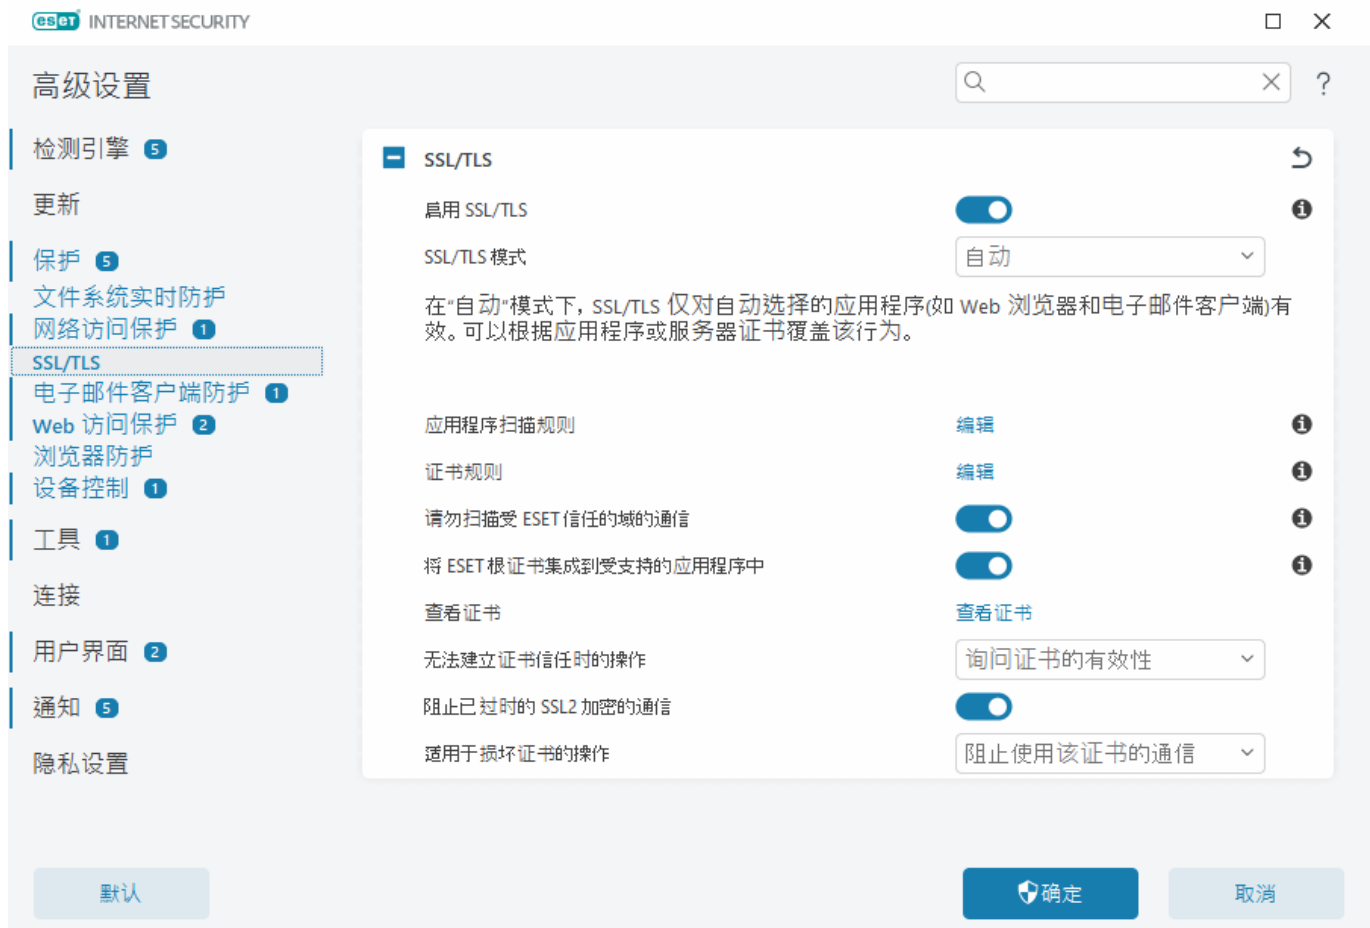 eset INTERNET SECURITY
高级设置
?
检测引擎 5
更新
保护 5
文件系统实时防护
网络访问保护 1
SSL/TLS
电子邮件客户端防护 1
Web 访问保护 2
浏览器防护
设备控制 1
工具 1
连接
用户界面 2
通知 5
隐私设置
SSL/TLS
启用 SSL/TLS
SSL/TLS 模式 自动
在“自动”模式下，SSL/TLS 仅对自动选择的应用程序(如 Web 浏览器和电子邮件客户端)有
效。可以根据应用程序或服务器证书覆盖该行为。
应用程序扫描规则 编辑
证书规则 编辑
请勿扫描受 ESET 信任的域的通信
将 ESET 根证书集成到受支持的应用程序中
查看证书 查看证书
无法建立证书信任时的操作 询问证书的有效性
阻止已过时的 SSL2 加密的通信
适用于损坏证书的操作 阻止使用该证书的通信
默认 确定 取消